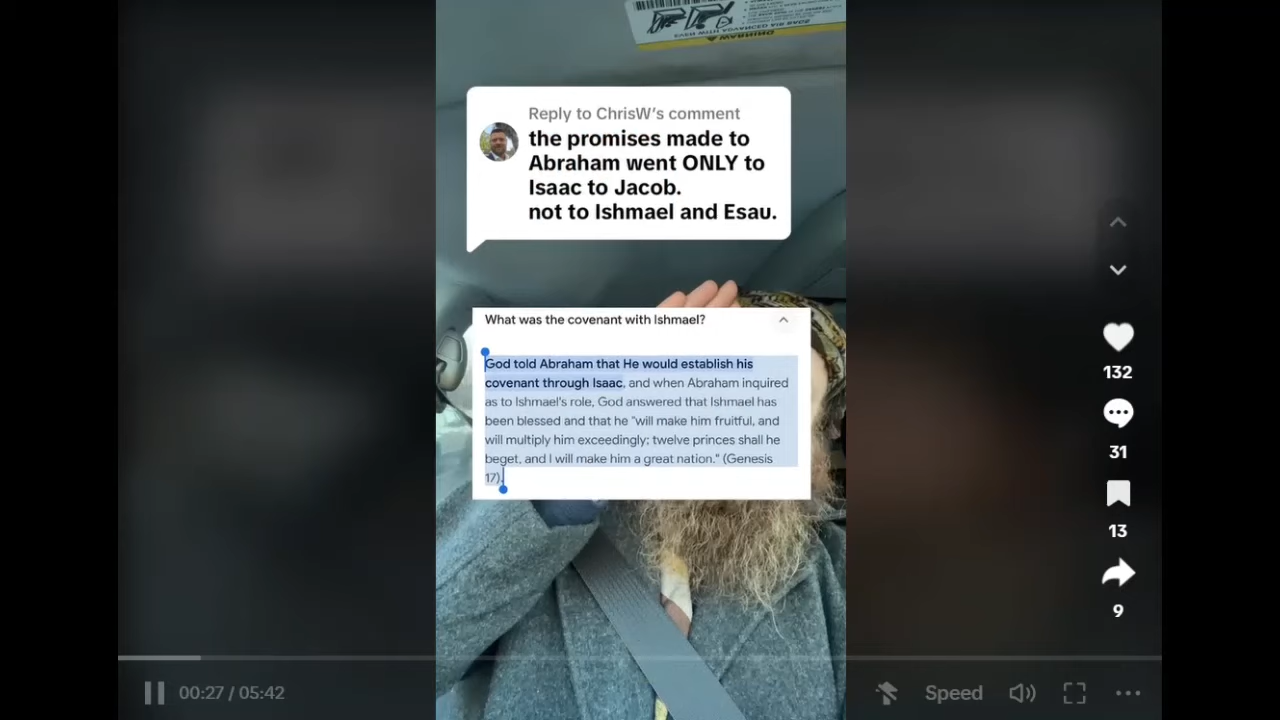 Reply to ChrisW's comment
the promises made to
Abraham went ONLY to
Isaac to Jacob.
not to Ishmael and Esau.
What was the covenant with Ishmael?
God told Abraham that He would establish his
covenant through Isaac, and when Abraham inquired
as to Ishmael's role, God answered that Ishmael has
been blessed and that he "will make him fruitful, and
will multiply him exceedingly; twelve princes shall he
beget, and I will make him a great nation." (Genesis
17).
132
31
13
9
00:27 / 05:42
Speed